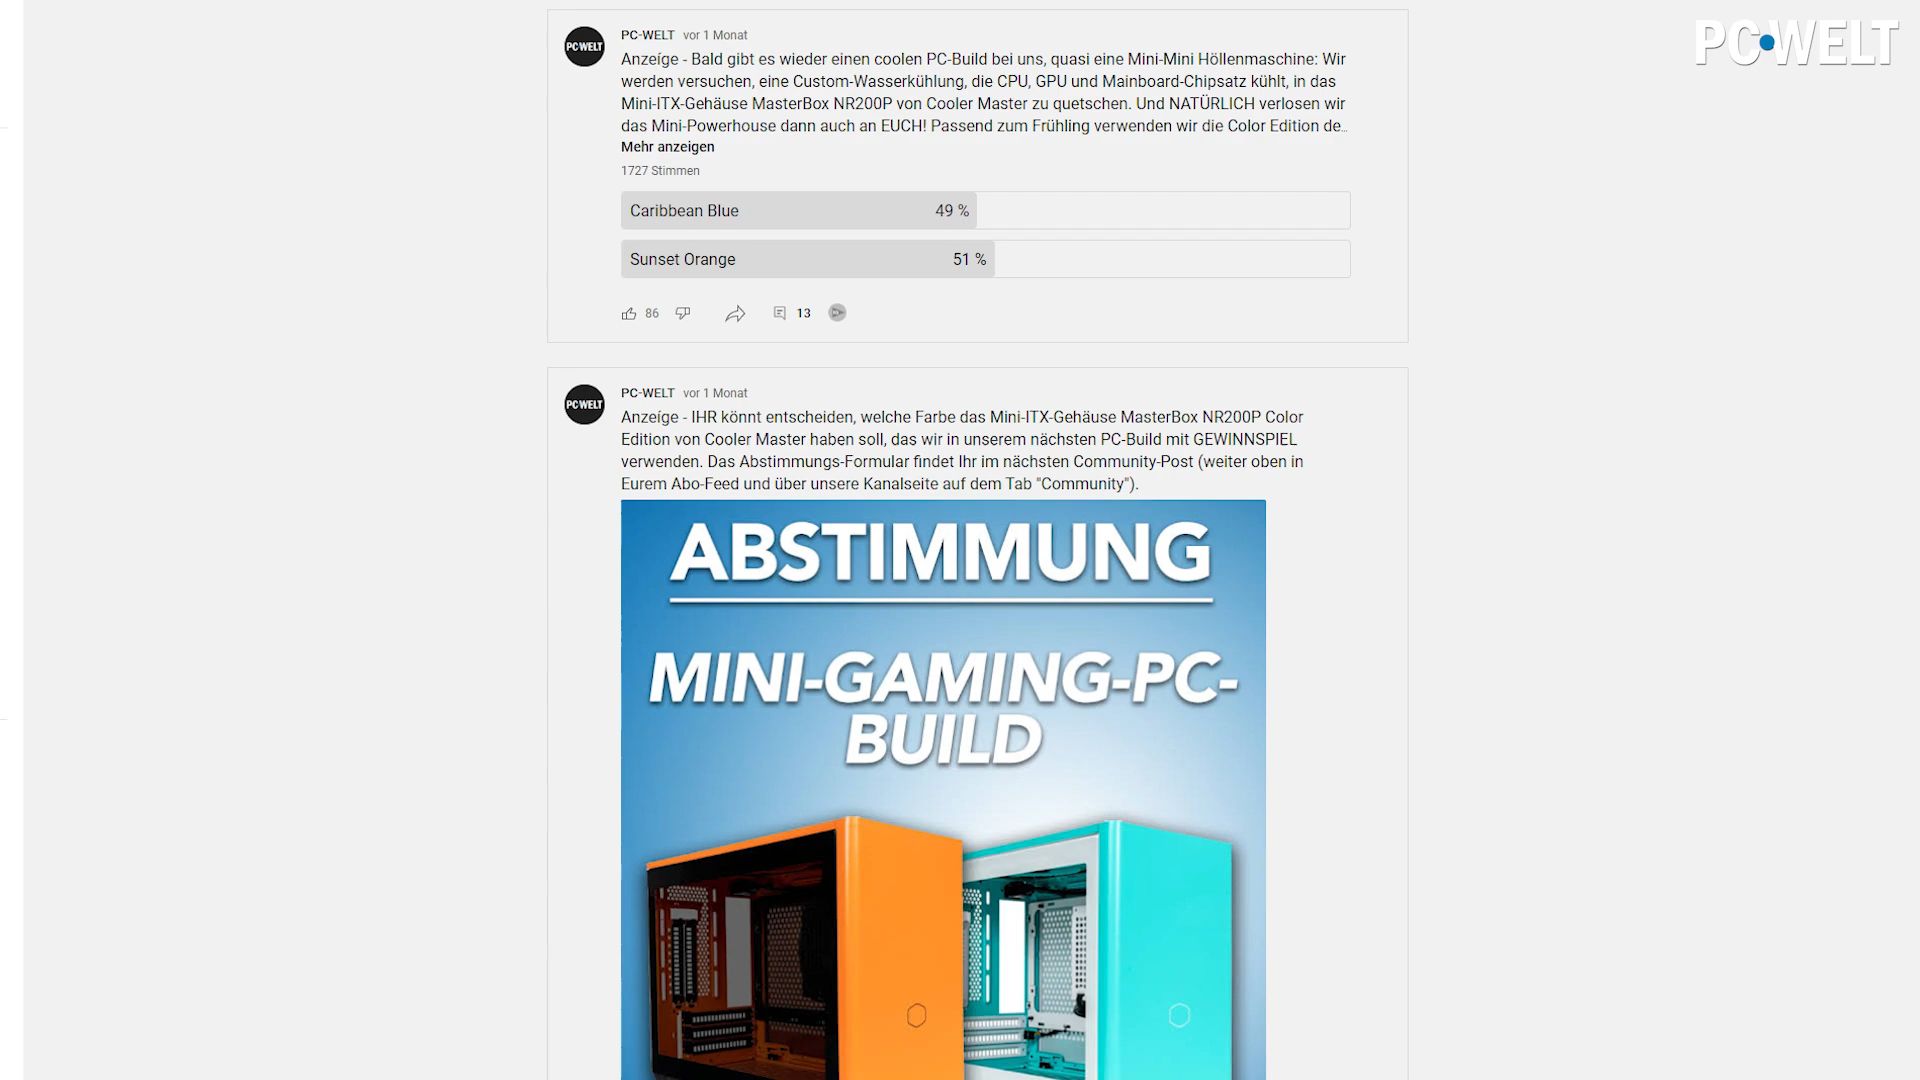 PC-WELT
PCWELT
PC-WELT vor 1 Monat
Anzeige - Bald gibt es wieder einen coolen PC-Build bei uns, quasi eine Mini-Mini Höllenmaschine: Wir
werden versuchen, eine Custom-Wasserkühlung, die CPU, GPU und Mainboard-Chipsatz kühlt, in das
Mini-ITX-Gehäuse MasterBox NR200P von Cooler Master zu quetschen. Und NATÜRLICH verlosen wir
das Mini-Powerhouse dann auch an EUCH! Passend zum Frühling verwenden wir die Color Edition de...
Mehr anzeigen
1727 Stimmen
Caribbean Blue 49 %
Sunset Orange 51 %
86 13
PCWELT
PC-WELT vor 1 Monat
Anzeige - IHR könnt entscheiden, welche Farbe das Mini-ITX-Gehäuse MasterBox NR200P Color
Edition von Cooler Master haben soll, das wir in unserem nächsten PC-Build mit GEWINNSPIEL
verwenden. Das Abstimmungs-Formular findet Ihr im nächsten Community-Post (weiter oben in
Eurem Abo-Feed und über unsere Kanalseite auf dem Tab "Community").
ABSTIMMUNG
MINI-GAMING-PC-
BUILD